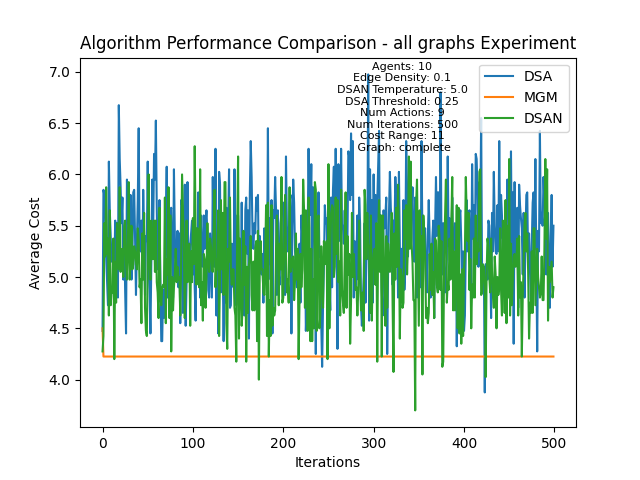 Algorithm Performance Comparison - all graphs Experiment
Agents: 10
Edge Density: 0.1
DSAN Temperature: 5.0
DSA Threshold: 0.25
Num Actions: 9
Num Iterations: 500
Cost Range: 11
Graph: complete
DSA
MGM
DSAN
7.0
6.5
6.0
5.5
5.0
4.5
4.0
Average Cost
0 100 200 300 400 500
Iterations